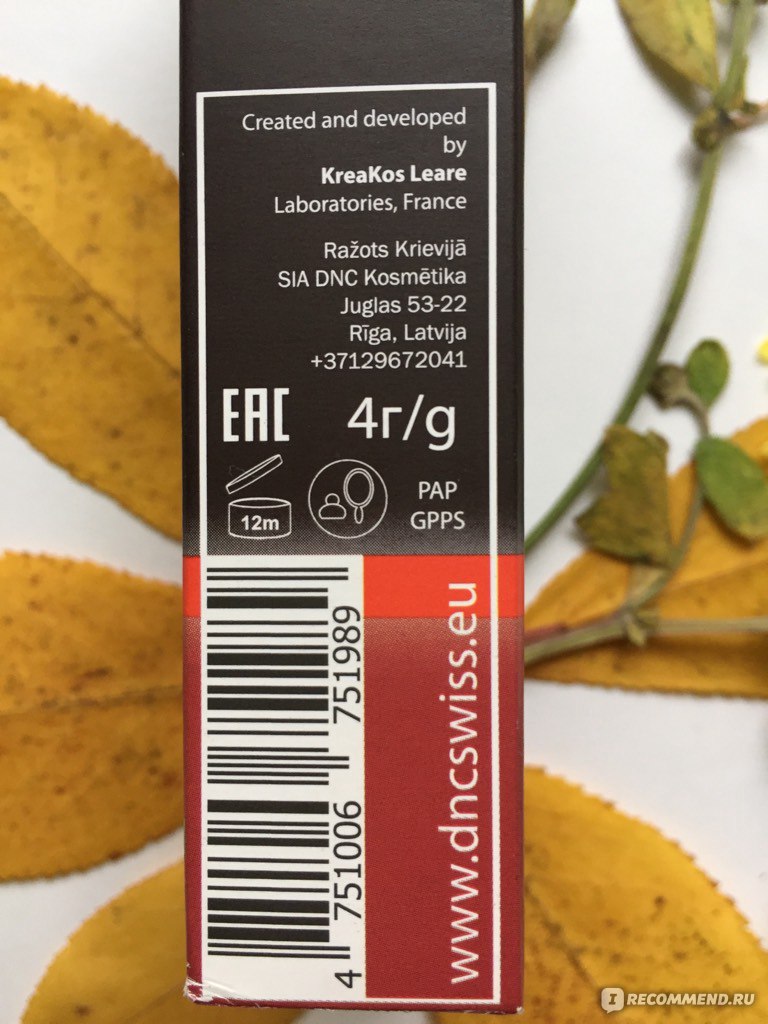 Created and developed
by
KreaKos Leare
Laboratories, France
Ražots Krievijā
SIA DNC Kosmētika
Juglas 53-22
Rīga, Latvija
+37129672041
EAC 4г/g
12m
PAP
GPPS
4 751006 751989
www.dncswiss.eu
I RECOMMEND.RU